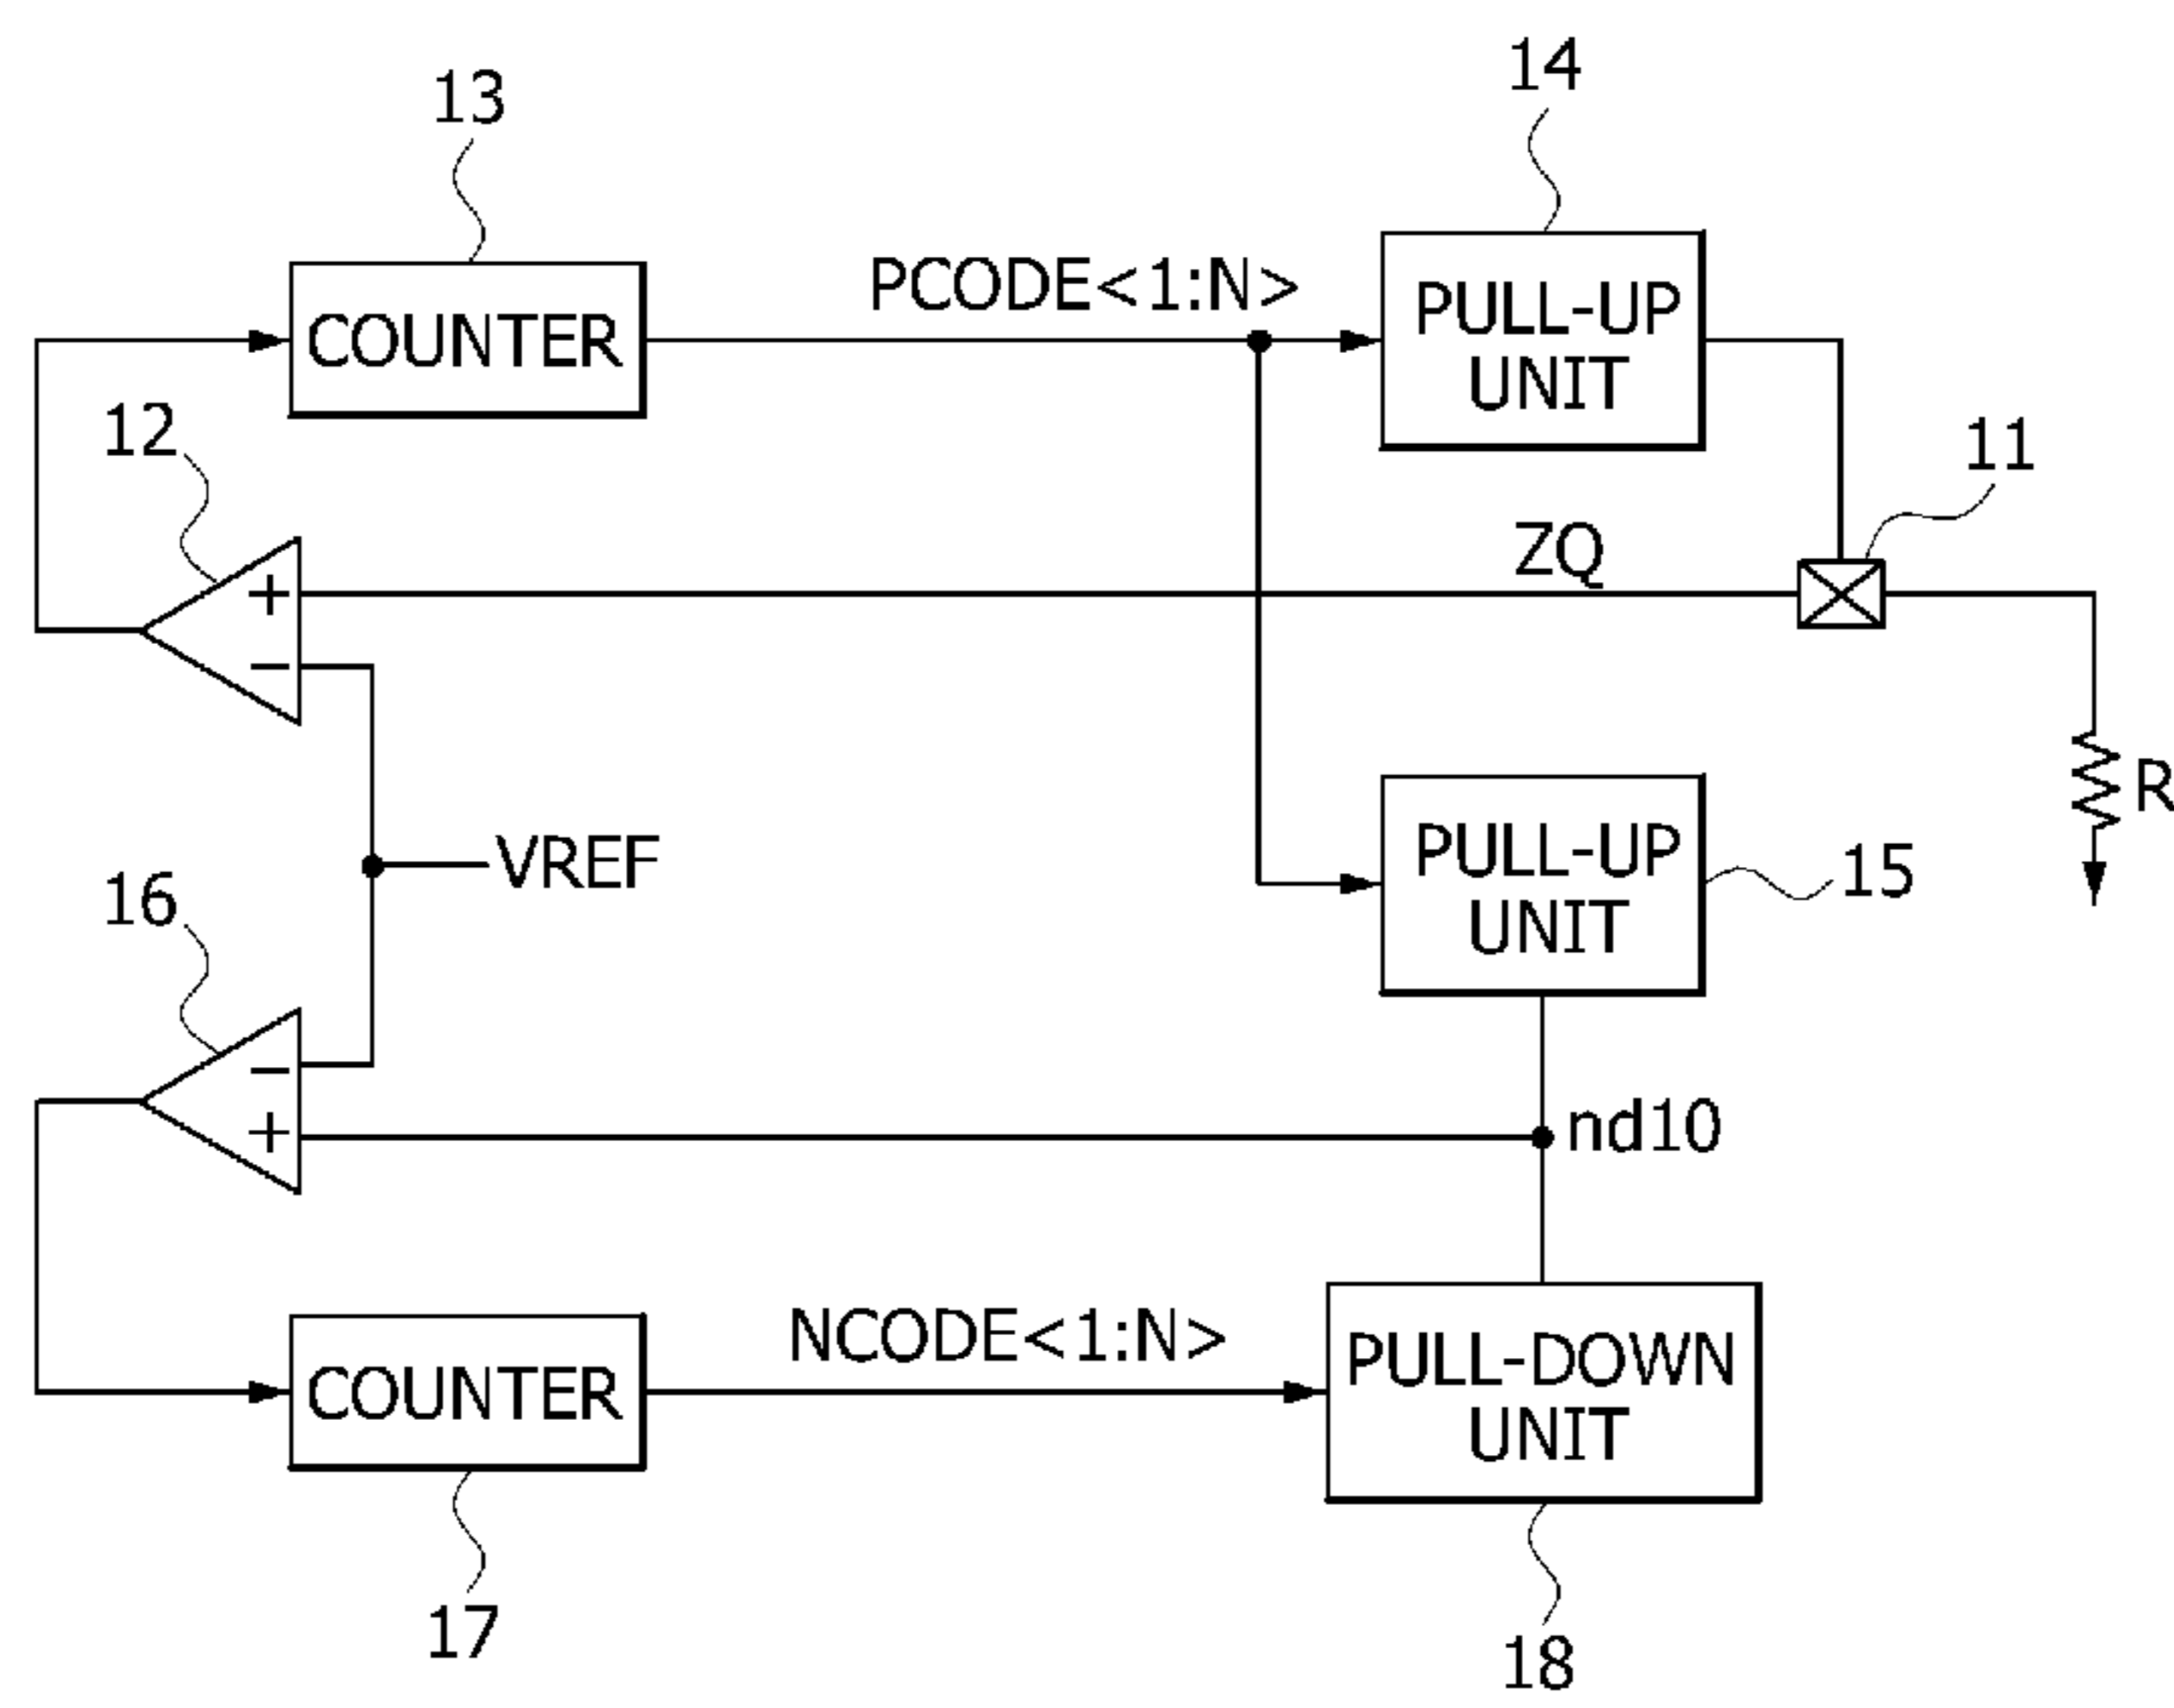 14
13
PCODE<1:N>
PULL-UP
UNIT
COUNTER
12
11
ZQ
+
−
VREF
PULL-UP
UNIT
R
15
16
−
+
nd10
NCODE<1:N>
PULL-DOWN
UNIT
COUNTER
17
18